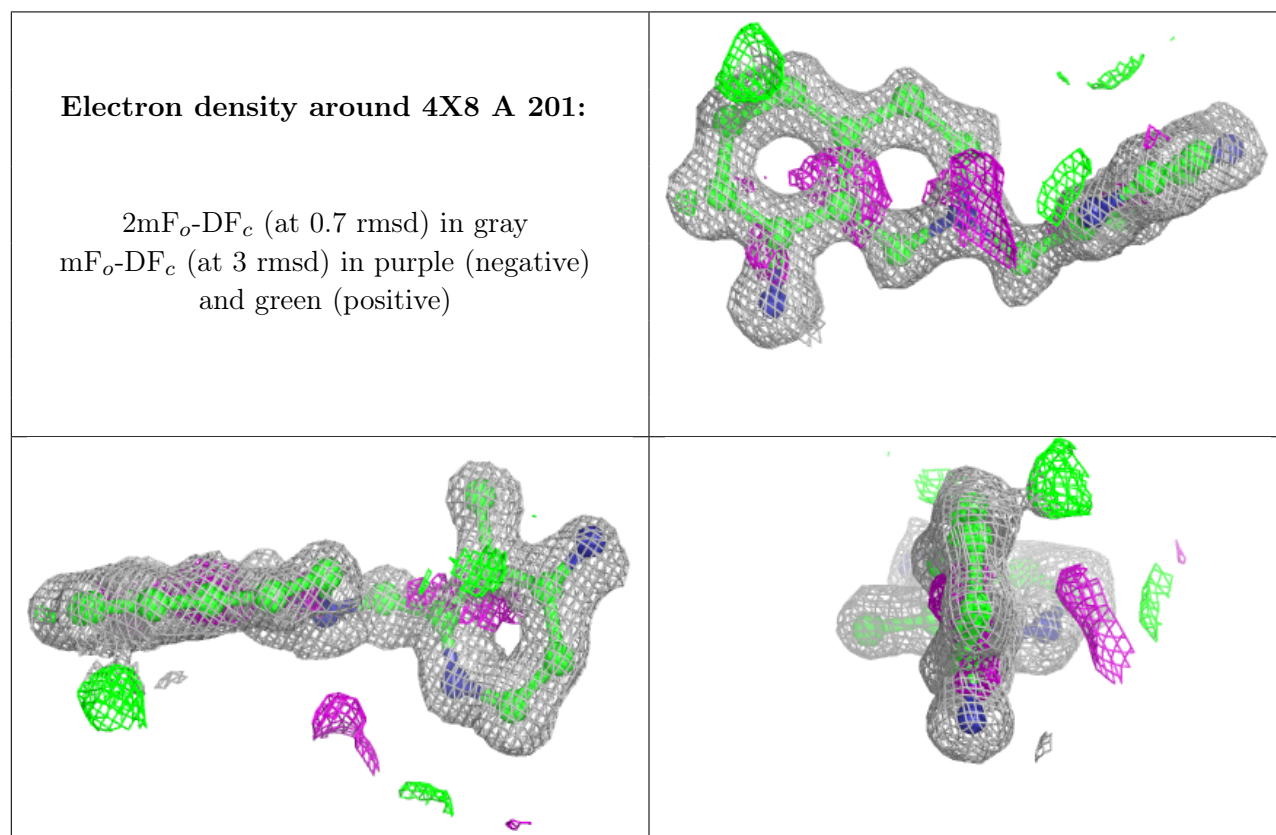 Electron density around 4X8 A 201:
2mFₒ-DF𝒸 (at 0.7 rmsd) in gray
mFₒ-DF𝒸 (at 3 rmsd) in purple (negative)
and green (positive)